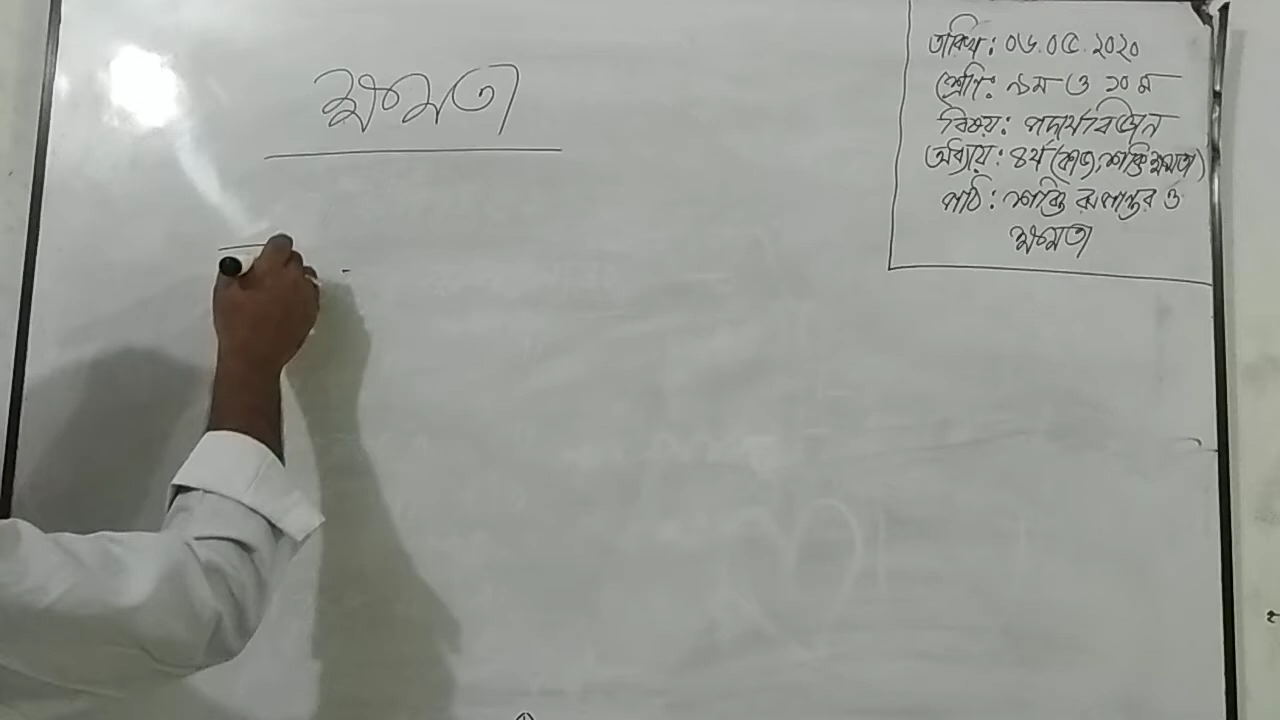 ক্ষমতা
তারিখ: ০৬.০৫.২০২০
শ্রেণি: ৯ম ও ১০ম
বিষয়: পদার্থবিজ্ঞান
অধ্যায়: ৪র্থ (কাজ, শক্তি ক্ষমতা)
পাঠ: শক্তি রূপান্তর ও
ক্ষমতা